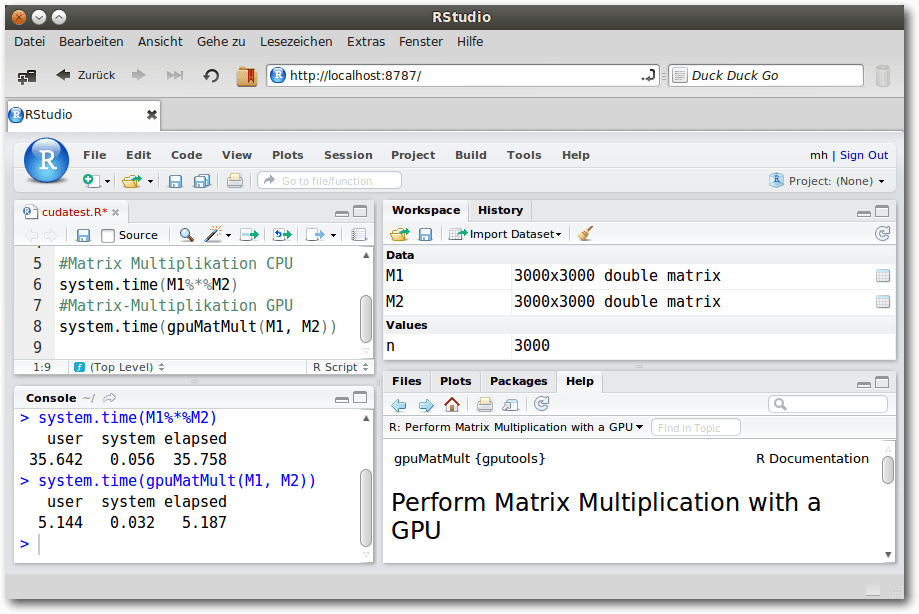 RStudio
Datei Bearbeiten Ansicht Gehe zu Lesezeichen Extras Fenster Hilfe
Zurück http://localhost:8787/ Duck Duck Go
RStudio
R File Edit Code View Plots Session Project Build Tools Help mh | Sign Out
Go to file/function Project: (None)
cudatest.R*
Source
5 #Matrix Multiplikation CPU
6 system.time(M1%*%M2)
7 #Matrix-Multiplikation GPU
8 system.time(gpuMatMult(M1, M2))
9
1:9 (Top Level) R Script
Console ~/
> system.time(M1%*%M2)
user system elapsed
35.642 0.056 35.758
> system.time(gpuMatMult(M1, M2))
user system elapsed
5.144 0.032 5.187
>
Workspace History
Import Dataset
Data
M1 3000x3000 double matrix
M2 3000x3000 double matrix
Values
n 3000
Files Plots Packages Help
R: Perform Matrix Multiplication with a GPU Find in Topic
gpuMatMult {gputools} R Documentation
Perform Matrix Multiplication with a
GPU